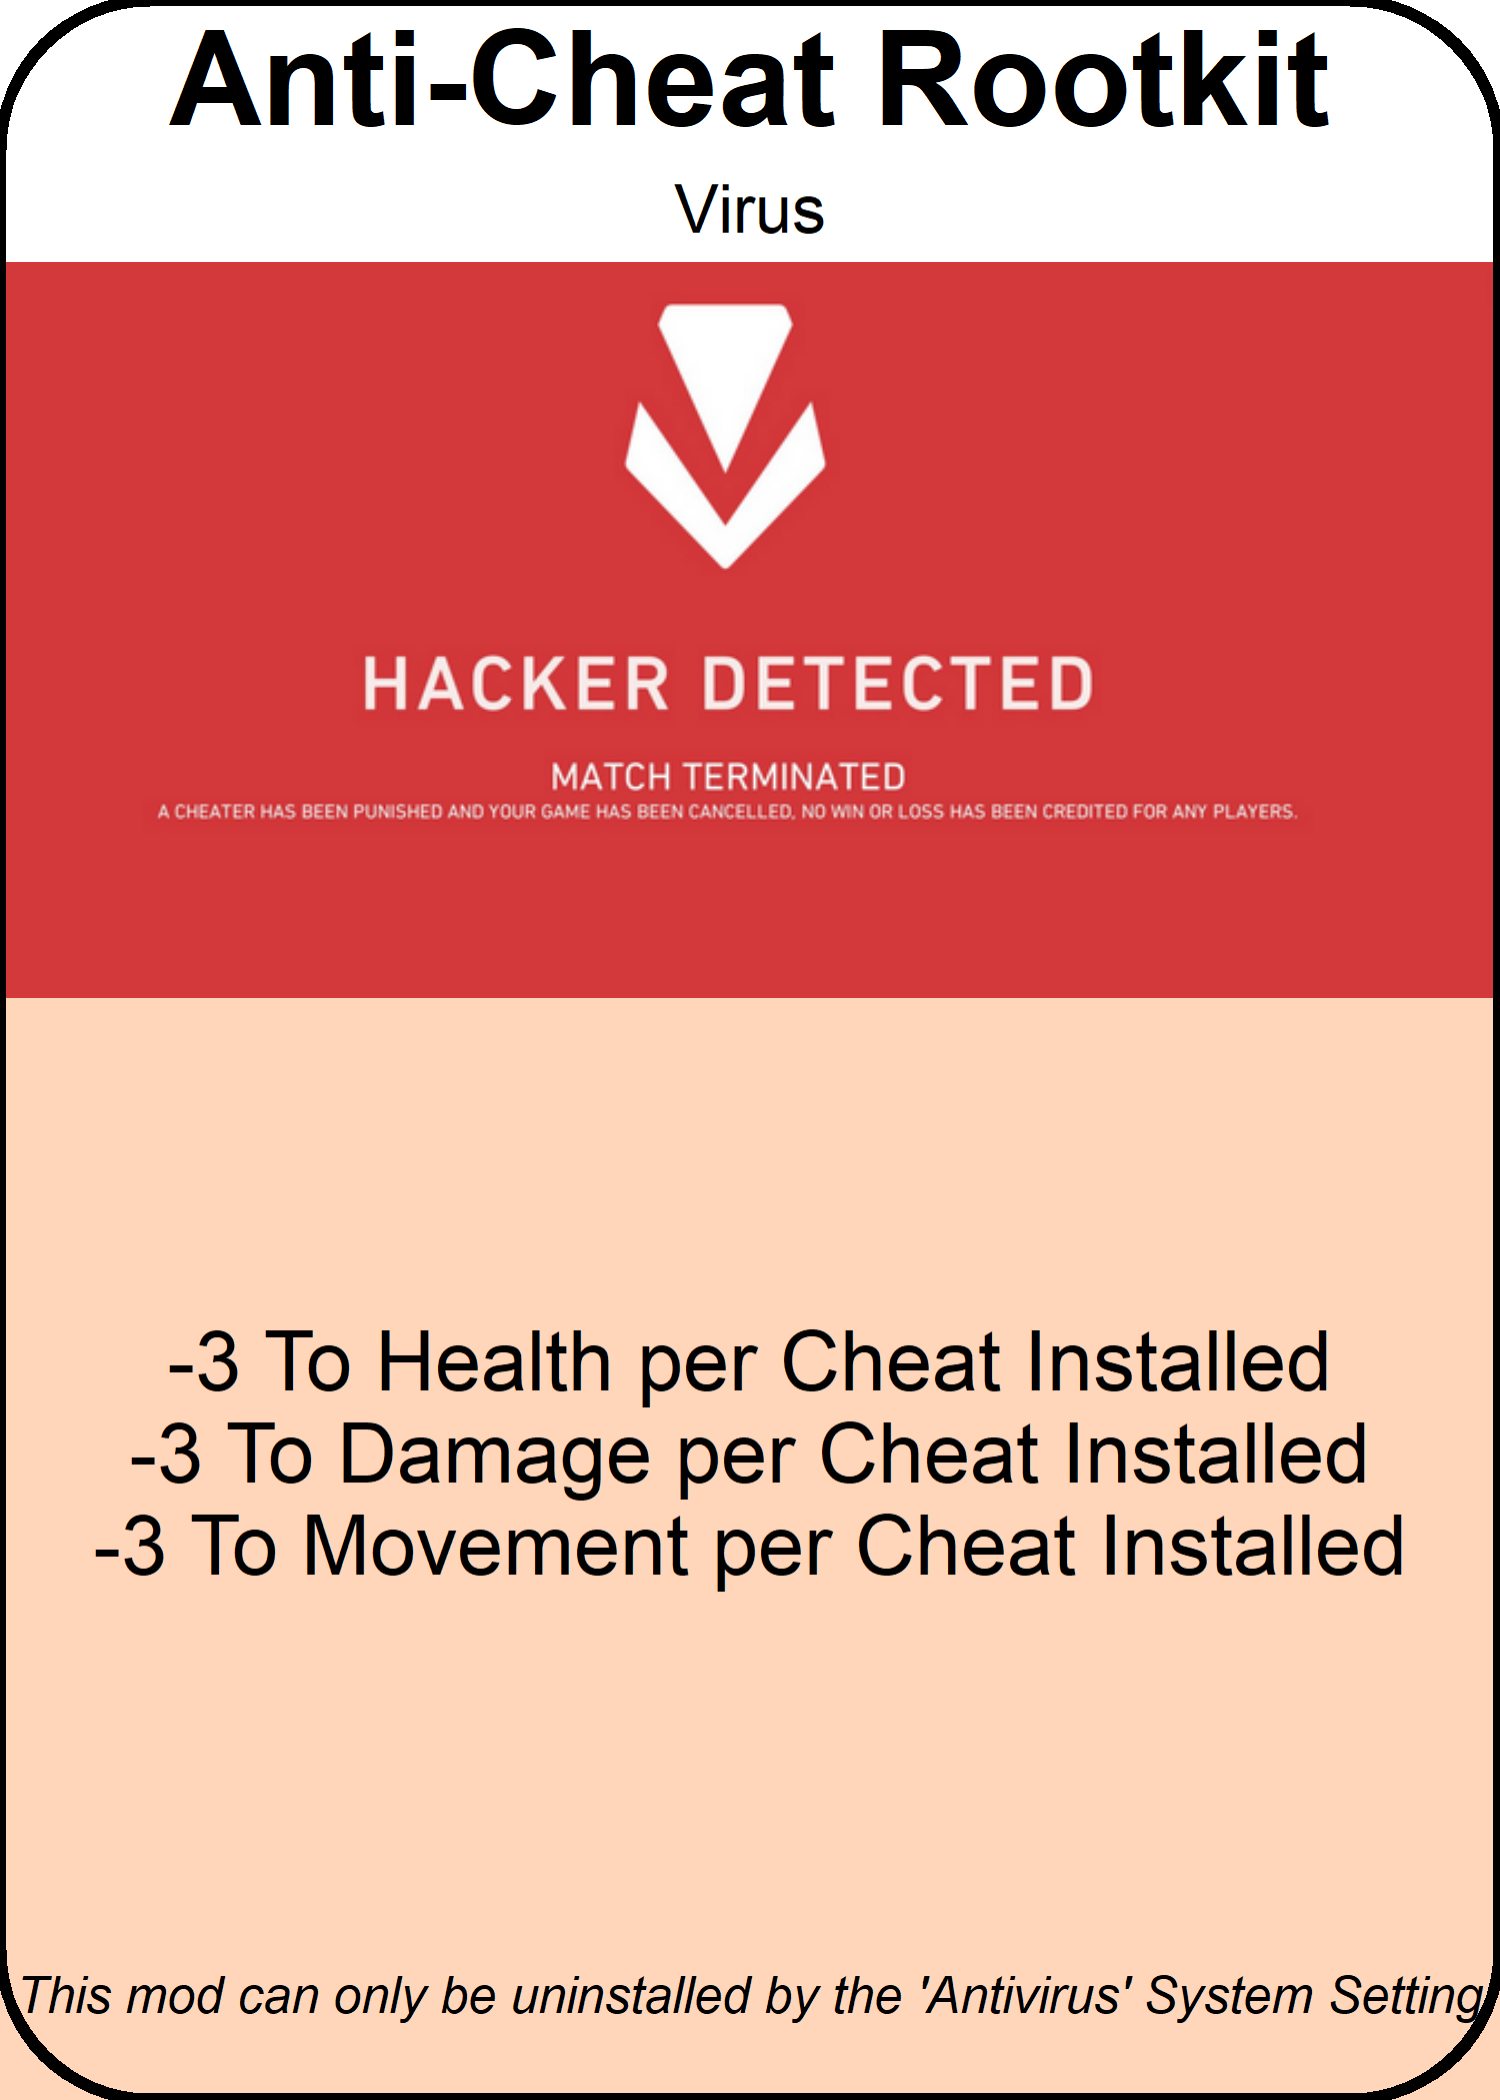 Anti-Cheat Rootkit
Virus
HACKER DETECTED
MATCH TERMINATED
A CHEATER HAS BEEN PUNISHED AND YOUR GAME HAS BEEN CANCELLED, NO WIN OR LOSS HAS BEEN CREDITED FOR ANY PLAYERS.
-3 To Health per Cheat Installed
-3 To Damage per Cheat Installed
-3 To Movement per Cheat Installed
This mod can only be uninstalled by the 'Antivirus' System Setting